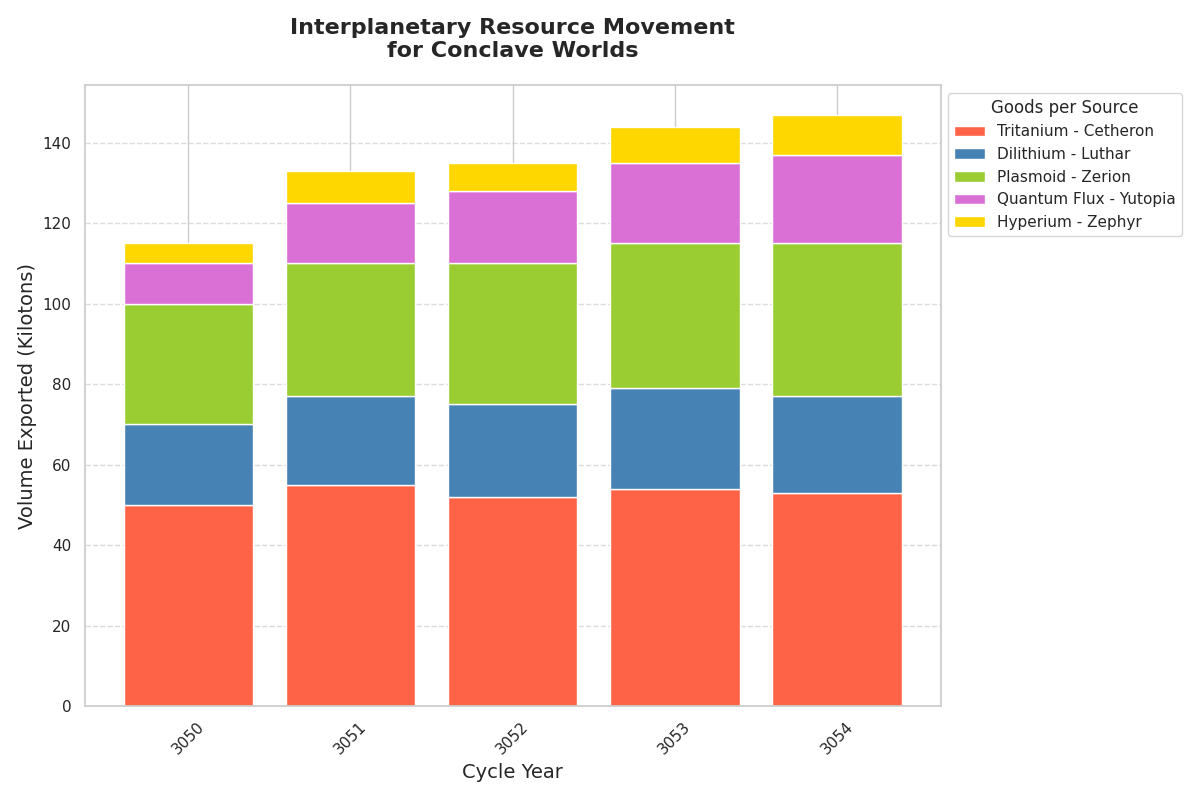 Interplanetary Resource Movement
for Conclave Worlds
Goods per Source
Tritanium - Cetheron
Dilithium - Luthar
Plasmoid - Zerion
Quantum Flux - Yutopia
Hyperium - Zephyr
Volume Exported (Kilotons)
140
120
100
80
60
40
20
0
3050
3051
3052
3053
3054
Cycle Year